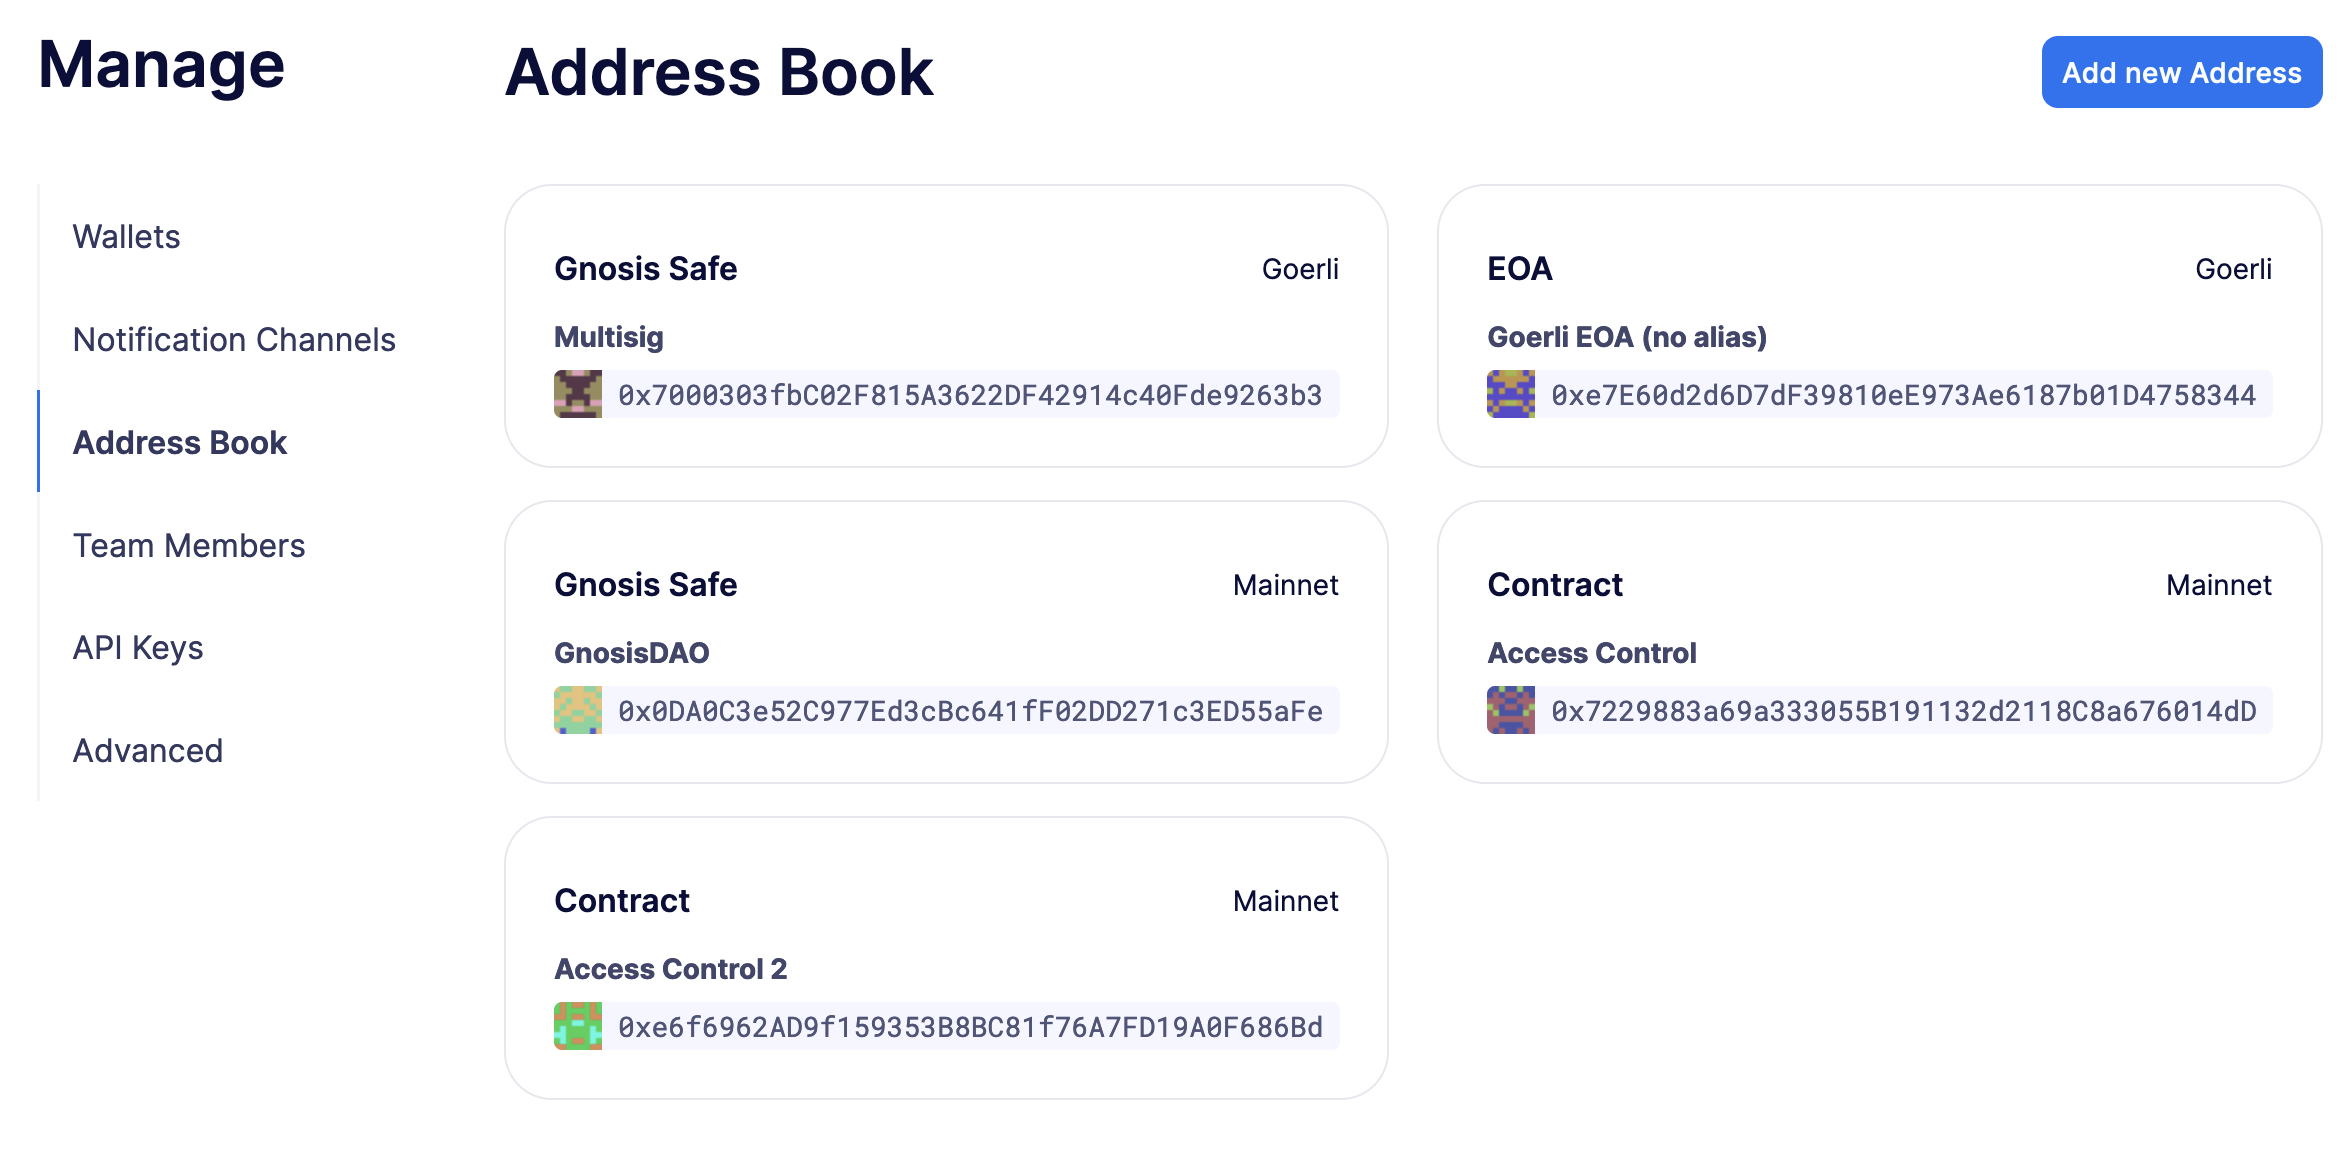 Manage
Address Book
Add new Address
Wallets
Notification Channels
Address Book
Team Members
API Keys
Advanced
Gnosis Safe
Goerli
Multisig
0x7000303fbC02F815A3622DF42914c40Fde9263b3
EOA
Goerli
Goerli EOA (no alias)
0xe7E60d2d6D7dF39810eE973Ae6187b01D4758344
Gnosis Safe
Mainnet
GnosisDAO
0x0DA0C3e52C977Ed3cBc641fF02DD271c3ED55aFe
Contract
Mainnet
Access Control
0x7229883a69a333055B191132d2118C8a676014dD
Contract
Mainnet
Access Control 2
0xe6f6962AD9f159353B8BC81f76A7FD19A0F686Bd